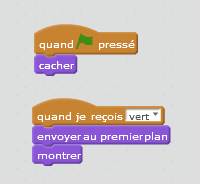 quand pressé
cacher
quand je reçois vert
envoyer au premier plan
montrer